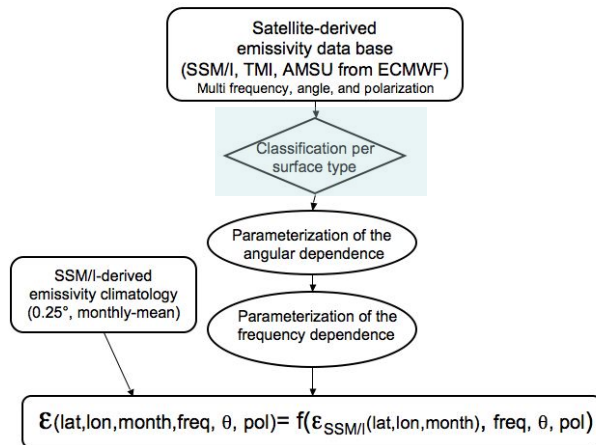 Satellite-derived
emissivity data base
(SSM/I, TMI, AMSU from ECMWF)
Multi frequency, angle, and polarization
Classification per
surface type
Parameterization of the
angular dependence
SSM/I-derived
emissivity climatology
(0.25°, monthly-mean)
Parameterization of the
frequency dependence
ε(lat,lon,month,freq, θ, pol)= f(ε_SSM/I(lat,lon,month), freq, θ, pol)